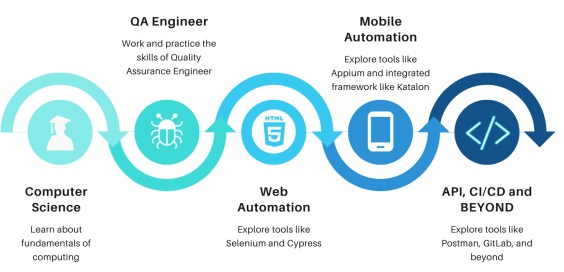 Computer
Science
Learn about
fundamentals of
computing
QA Engineer
Work and practice the
skills of Quality
Assurance Engineer
HTML
5
Web
Automation
Explore tools like
Selenium and Cypress
Mobile
Automation
Explore tools like
Appium and integrated
framework like Katalon
</>
API, CI/CD and
BEYOND
Explore tools like
Postman, GitLab, and
beyond